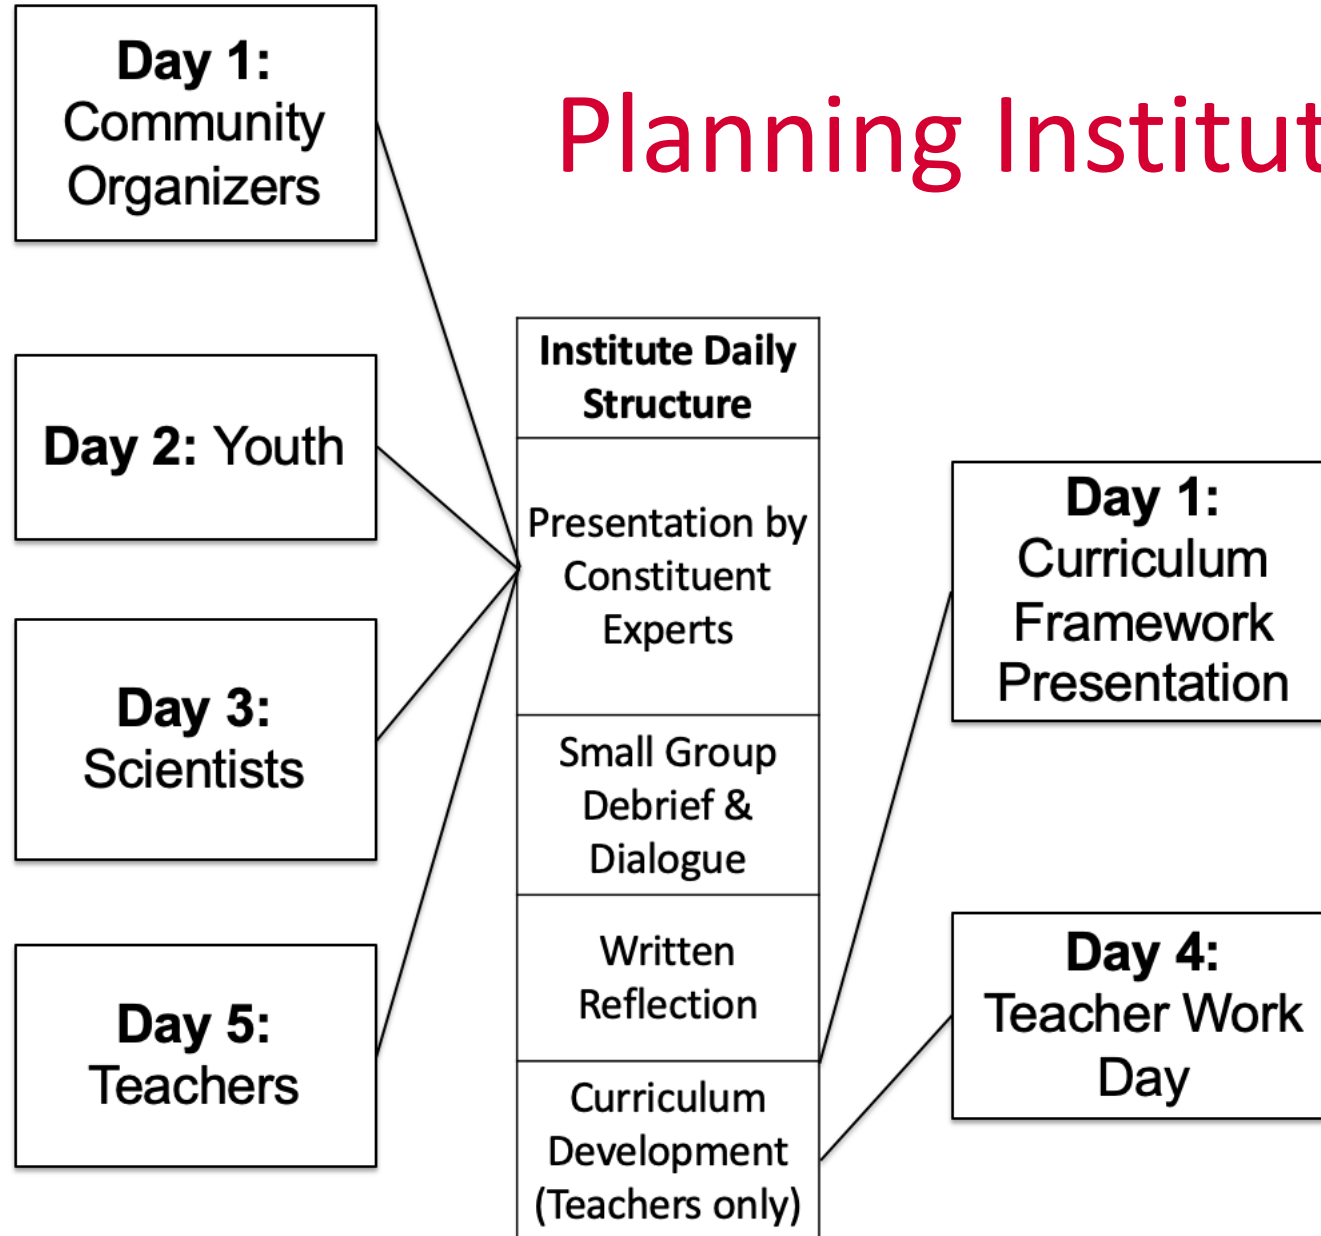 Planning Institut
Day 1:
Community
Organizers
Day 2: Youth
Day 3:
Scientists
Day 5:
Teachers
Institute Daily
Structure
Presentation by
Constituent
Experts
Small Group
Debrief &
Dialogue
Written
Reflection
Curriculum
Development
(Teachers only)
Day 1:
Curriculum
Framework
Presentation
Day 4:
Teacher Work
Day